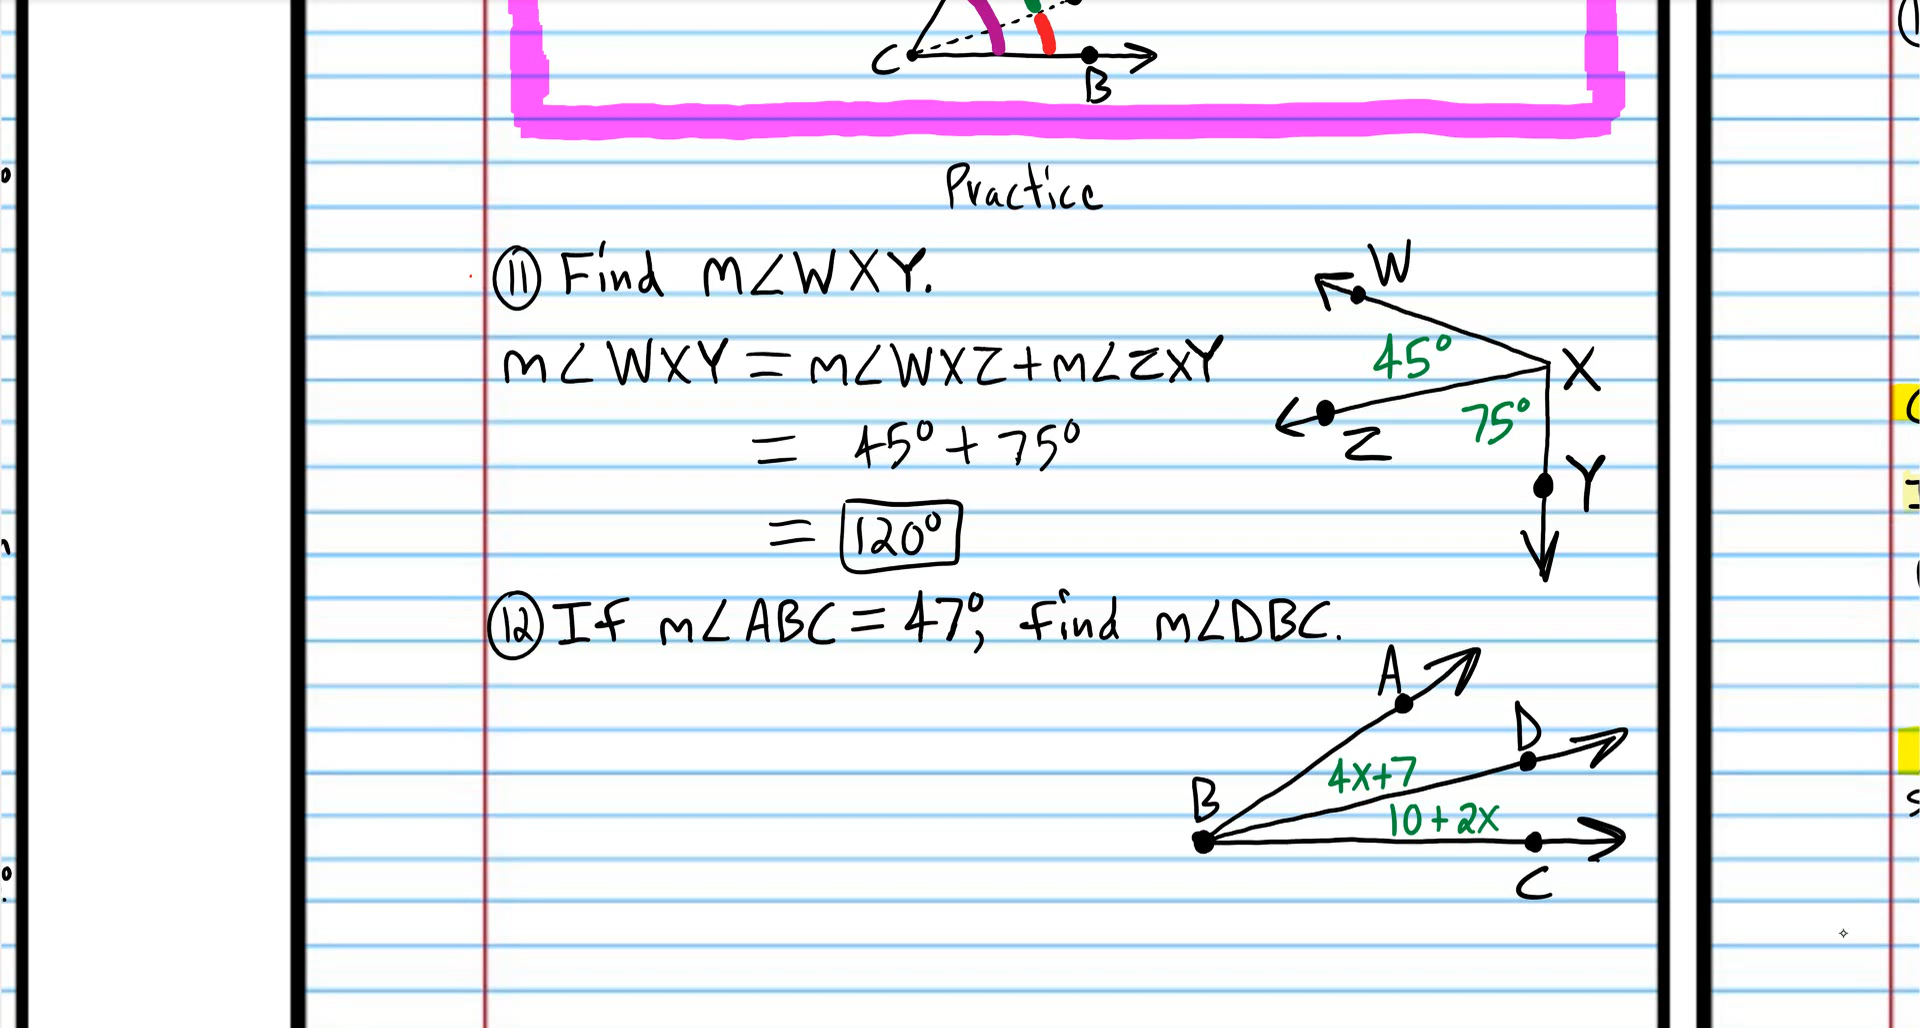 C
B
Practice
⑪ Find m∠WXY.
m∠WXY = m∠WXZ + m∠ZXY
= 45° + 75°
= 120°
W
45°
X
75°
Z
Y
⑫ If m∠ABC = 47°, find m∠DBC.
A
D
4x+7
B
10+2x
C